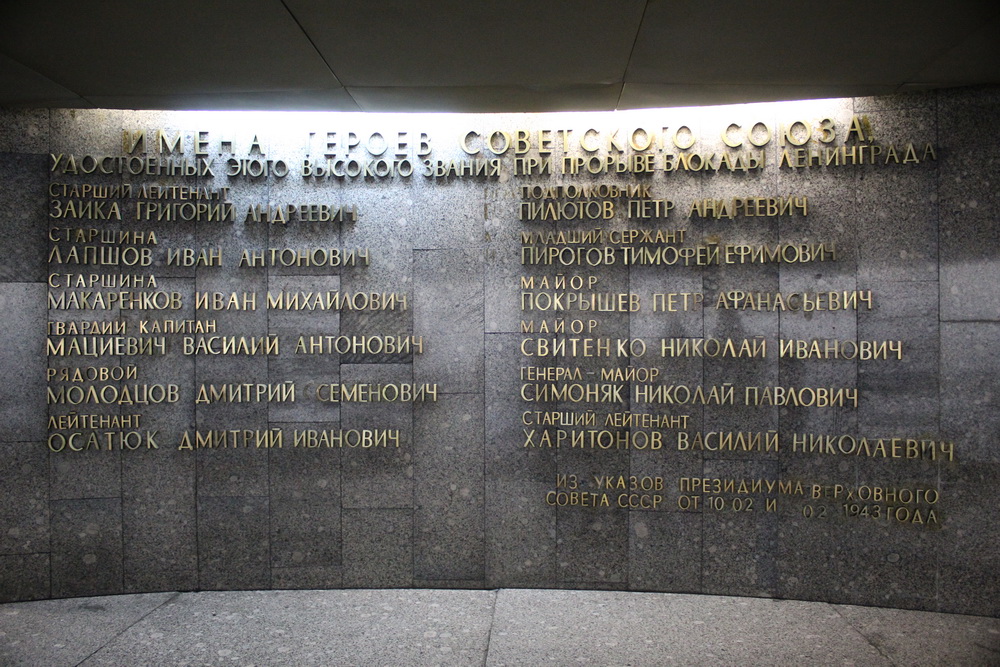 ИМЕНА ГЕРОЕВ СОВЕТСКОГО СОЮЗА,
УДОСТОЕННЫХ ЭТОГО ВЫСОКОГО ЗВАНИЯ ПРИ ПРОРЫВЕ БЛОКАДЫ ЛЕНИНГРАДА
СТАРШИЙ ЛЕЙТЕНАНТ
ЗАИКА ГРИГОРИЙ АНДРЕЕВИЧ
СТАРШИНА
ЛАПШОВ ИВАН АНТОНОВИЧ
СТАРШИНА
МАКАРЕНКОВ ИВАН МИХАЙЛОВИЧ
ГВАРДИИ КАПИТАН
МАЦИЕВИЧ ВАСИЛИЙ АНТОНОВИЧ
РЯДОВОЙ
МОЛОДЦОВ ДМИТРИЙ СЕМЕНОВИЧ
ЛЕЙТЕНАНТ
ОСАТЮК ДМИТРИЙ ИВАНОВИЧ
ПОДПОЛКОВНИК
ПИЛЮТОВ ПЕТР АНДРЕЕВИЧ
МЛАДШИЙ СЕРЖАНТ
ПИРОГОВ ТИМОФЕЙ ЕФИМОВИЧ
МАЙОР
ПОКРЫШЕВ ПЕТР АФАНАСЬЕВИЧ
МАЙОР
СВИТЕНКО НИКОЛАЙ ИВАНОВИЧ
ГЕНЕРАЛ-МАЙОР
СИМОНЯК НИКОЛАЙ ПАВЛОВИЧ
СТАРШИЙ ЛЕЙТЕНАНТ
ХАРИТОНОВ ВАСИЛИЙ НИКОЛАЕВИЧ
ИЗ УКАЗОВ ПРЕЗИДИУМА ВЕРХОВНОГО
СОВЕТА СССР ОТ 10 02 И 02 1943 ГОДА